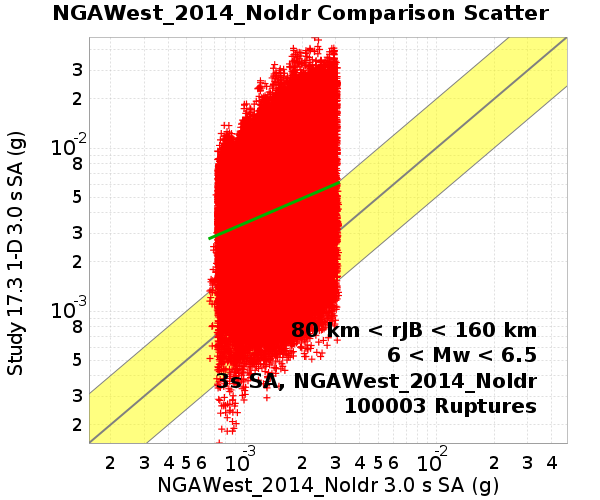 NGAWest_2014_NoIdr Comparison Scatter
Study 17.3 1-D 3.0 s SA (g)
3
2
10-2
8
5
3
2
10-3
8
5
3
2
80 km < rJB < 160 km
6 < Mw < 6.5
3s SA, NGAWest_2014_NoIdr
100003 Ruptures
2 3 4 5 6 10-3 2 3 4 5 6 10-2 2 3 4
NGAWest_2014_NoIdr 3.0 s SA (g)